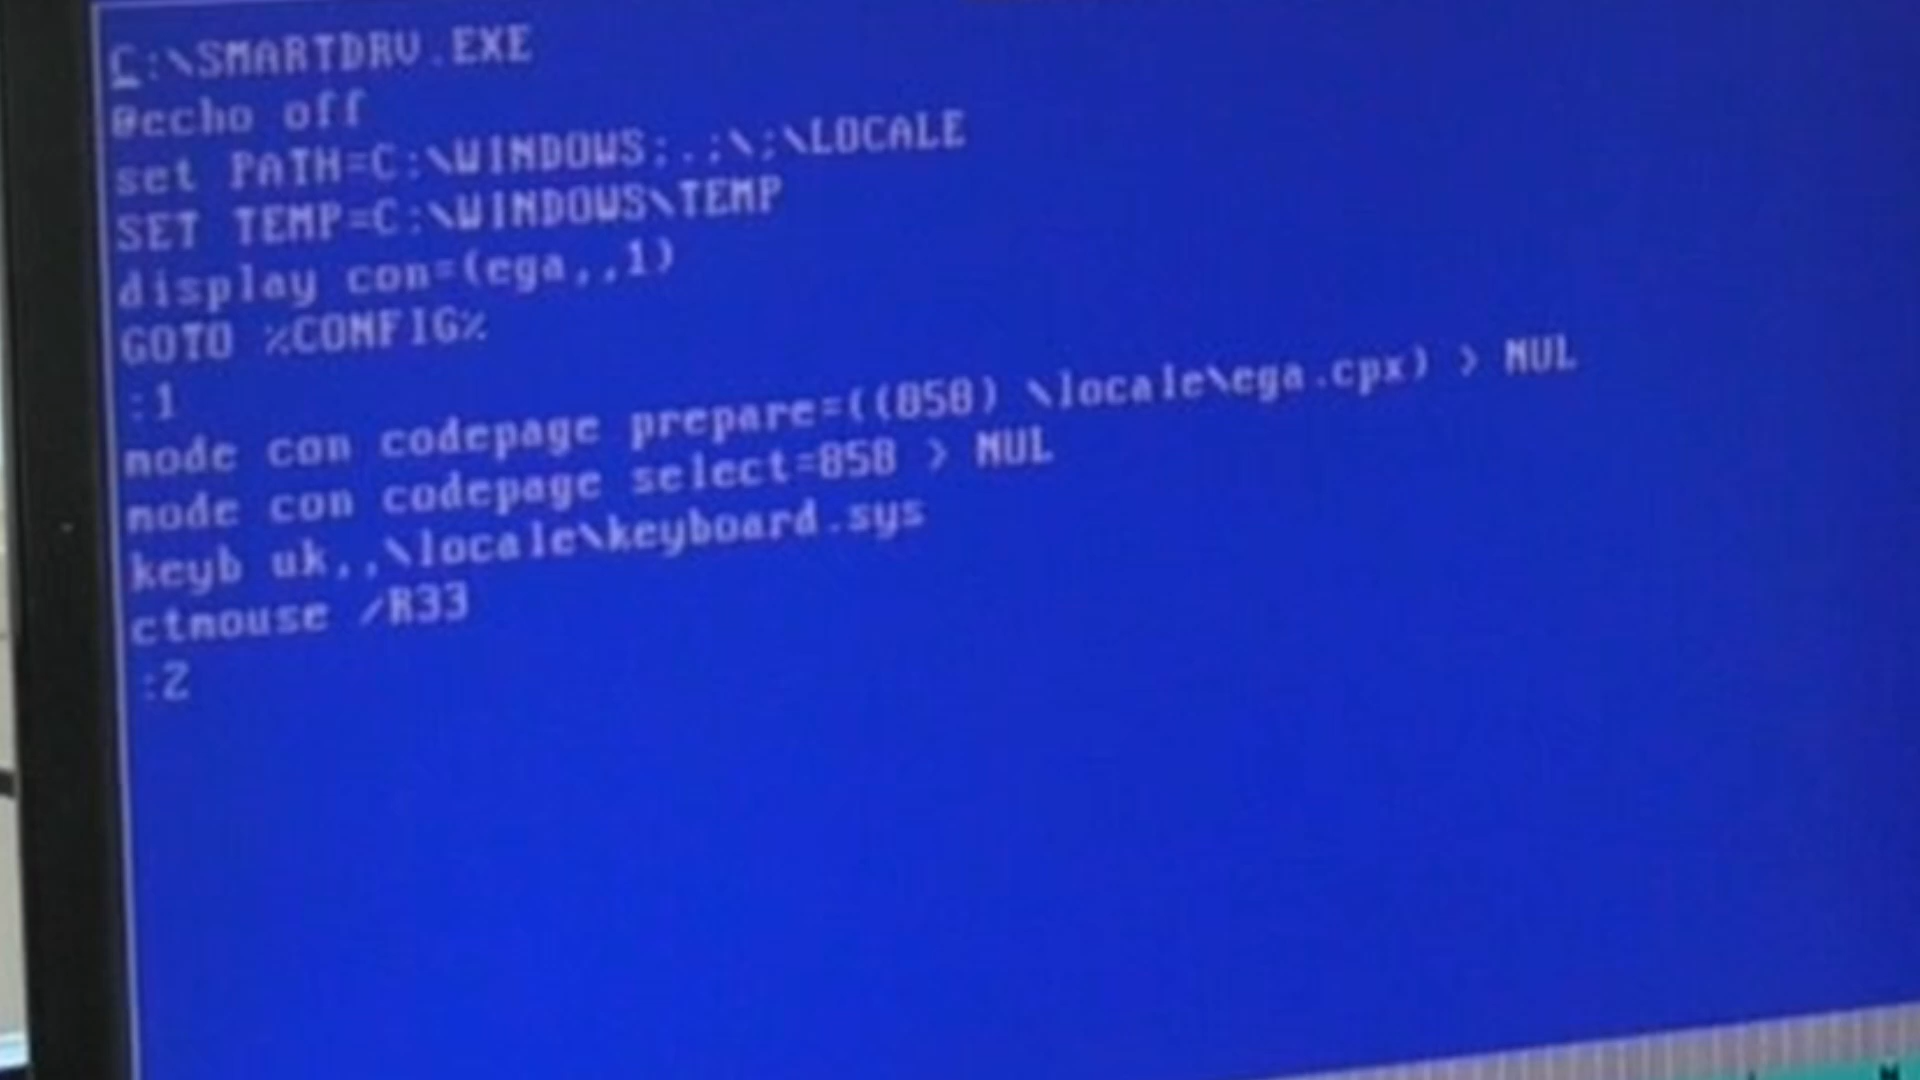 C:\SMARTDRV.EXE
@echo off
set PATH=C:\WINDOWS;.;\;\LOCALE
SET TEMP=C:\WINDOWS\TEMP
display con=(ega,,1)
GOTO %CONFIG%
:1
mode con codepage prepare=((858) \locale\ega.cpx) > NUL
mode con codepage select=858 > NUL
keyb uk,,\locale\keyboard.sys
ctmouse /R33
:2